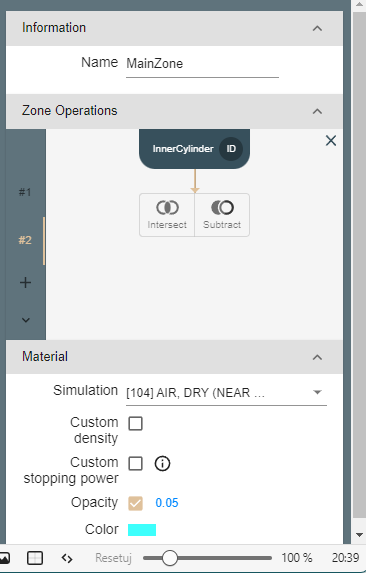 Information
Name MainZone
Zone Operations
InnerCylinder ID
#1
Intersect Subtract
#2
Material
Simulation [104] AIR, DRY (NEAR ...
Custom
density
Custom
stopping power
Opacity 0.05
Color
Resetuj 100 % 20:39